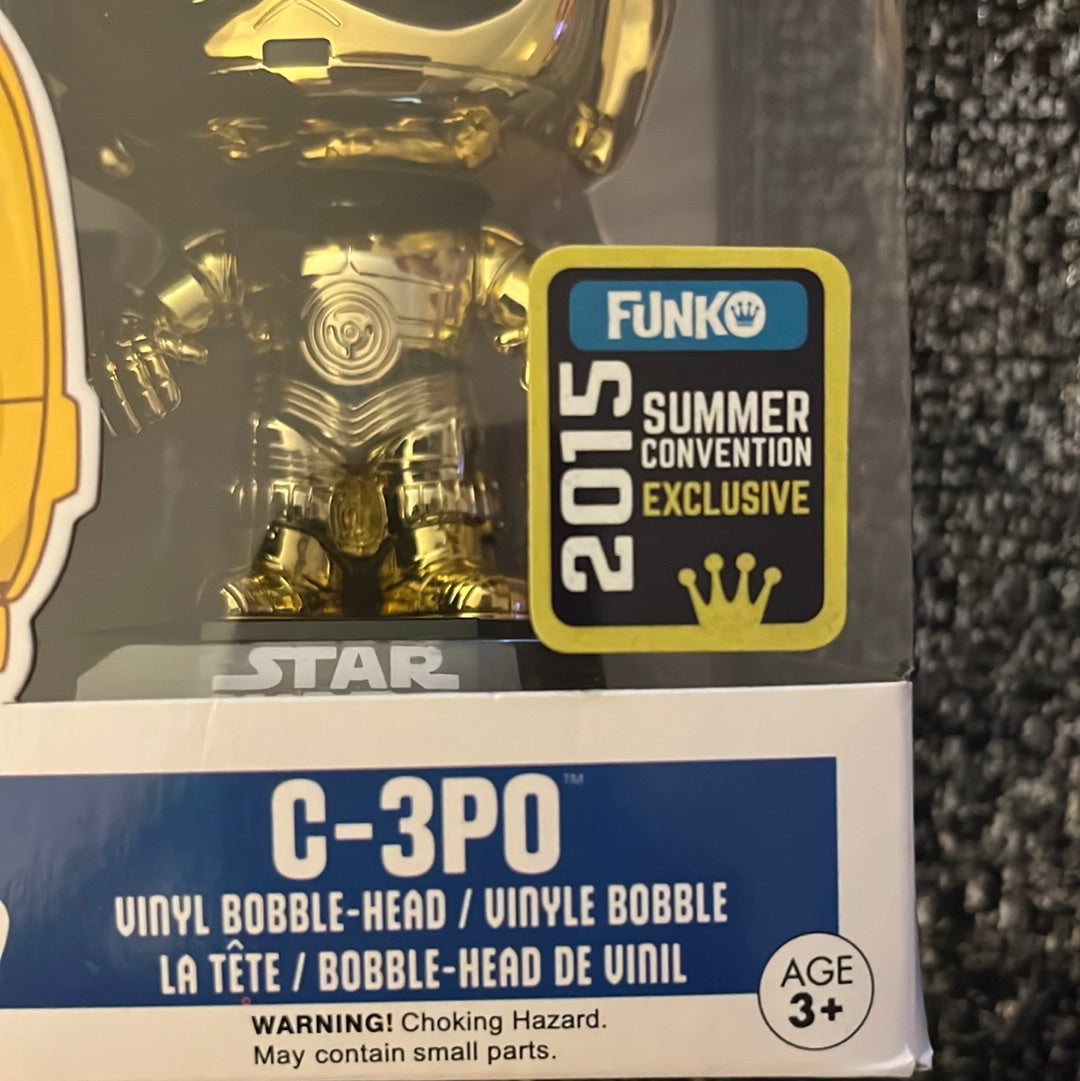 FUNKO
2015
SUMMER
CONVENTION
EXCLUSIVE
STAR
C-3PO™
VINYL BOBBLE-HEAD / VINYLE BOBBLE
LA TÊTE / BOBBLE-HEAD DE VINIL
AGE
3+
WARNING! Choking Hazard.
May contain small parts.